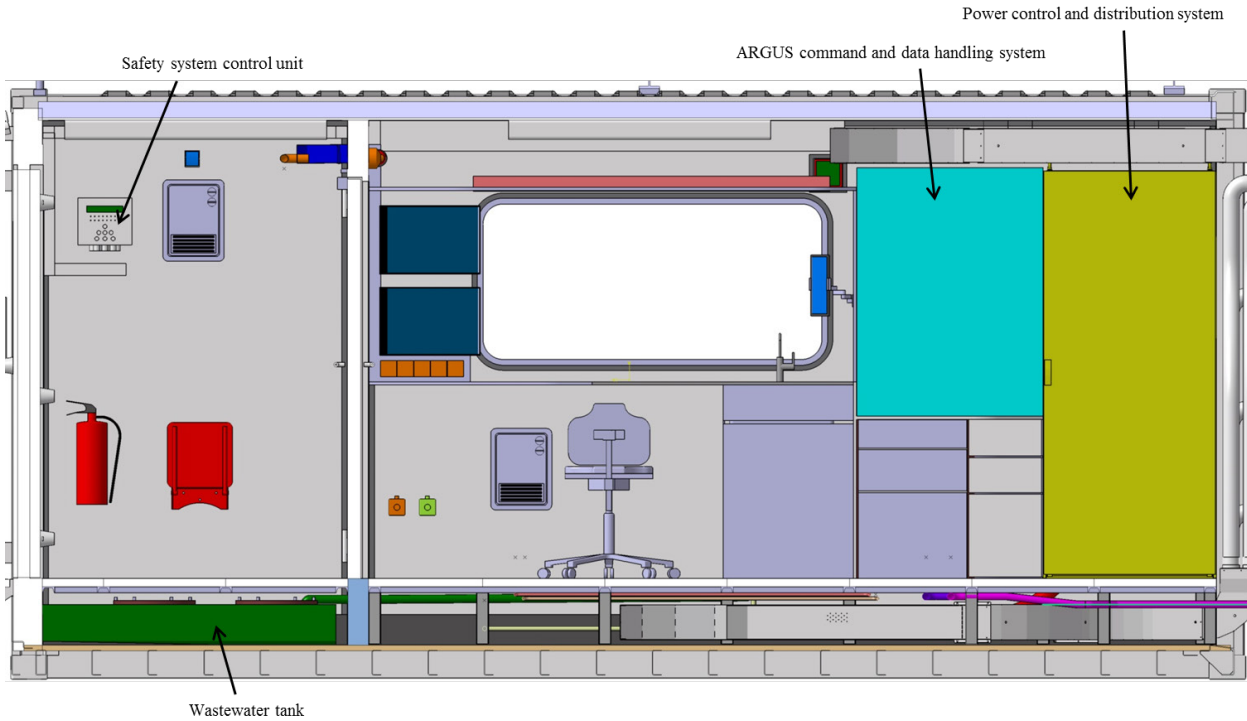 Power control and distribution system
ARGUS command and data handling system
Safety system control unit
Wastewater tank